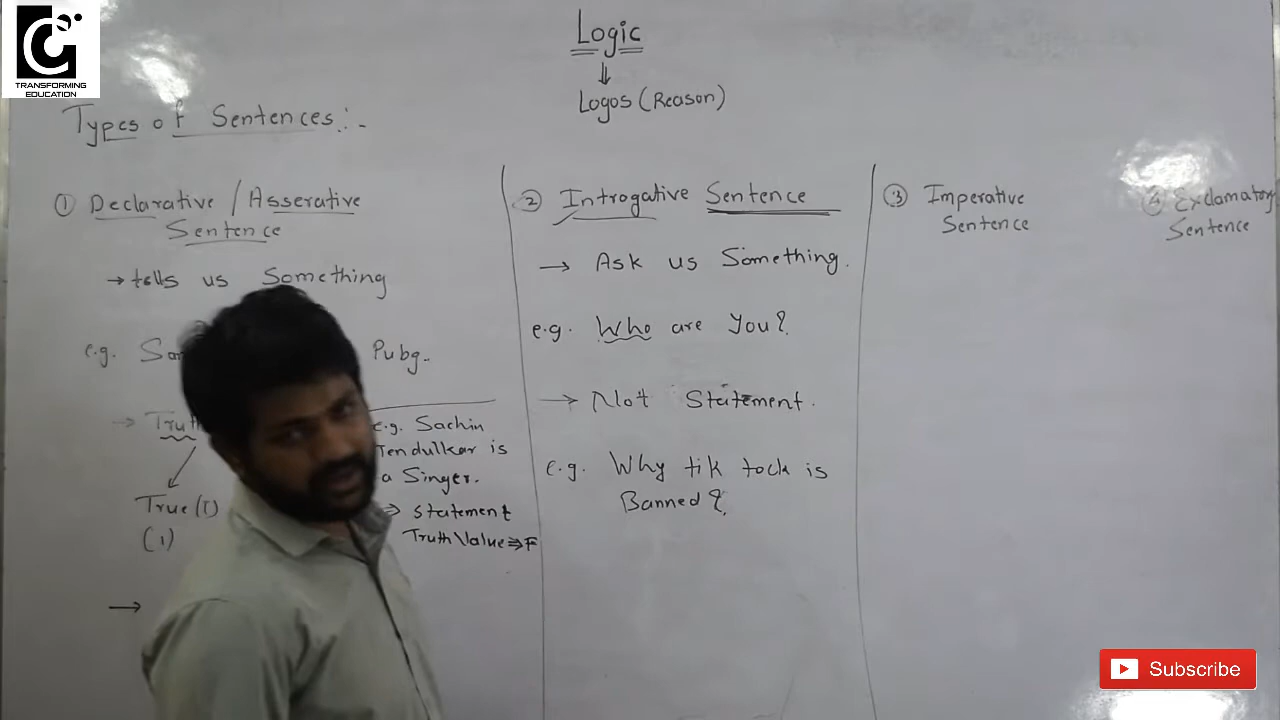 TRANSFORMING
EDUCATION
Logic
⇓
Logos (Reason)
Types of Sentences:-
① Declarative / Asserative
Sentence
→ tells us Something
e.g. Pubg.
→
True (T)
(1)
→
e.g. Sachin
Tendulkar is
a Singer.
⇒ statement
Truth Value ⇒ F
② Introgative Sentence
→ Ask us Something.
e.g. Who are You?
→ Not Statement.
e.g. Why tik tock is
Banned?
③ Imperative
Sentence
④ Exclamatory
Sentence
Subscribe